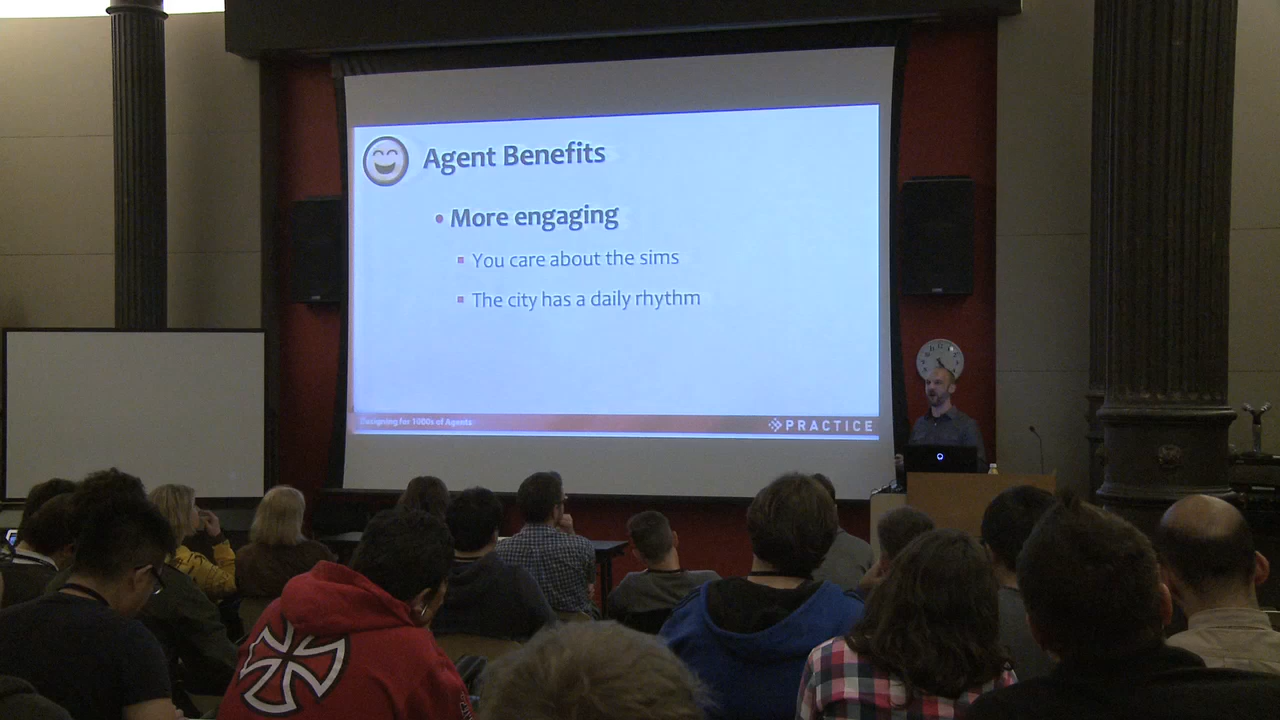 Agent Benefits
• More engaging
▪ You care about the sims
▪ The city has a daily rhythm
Designing for 1000s of Agents
PRACTICE